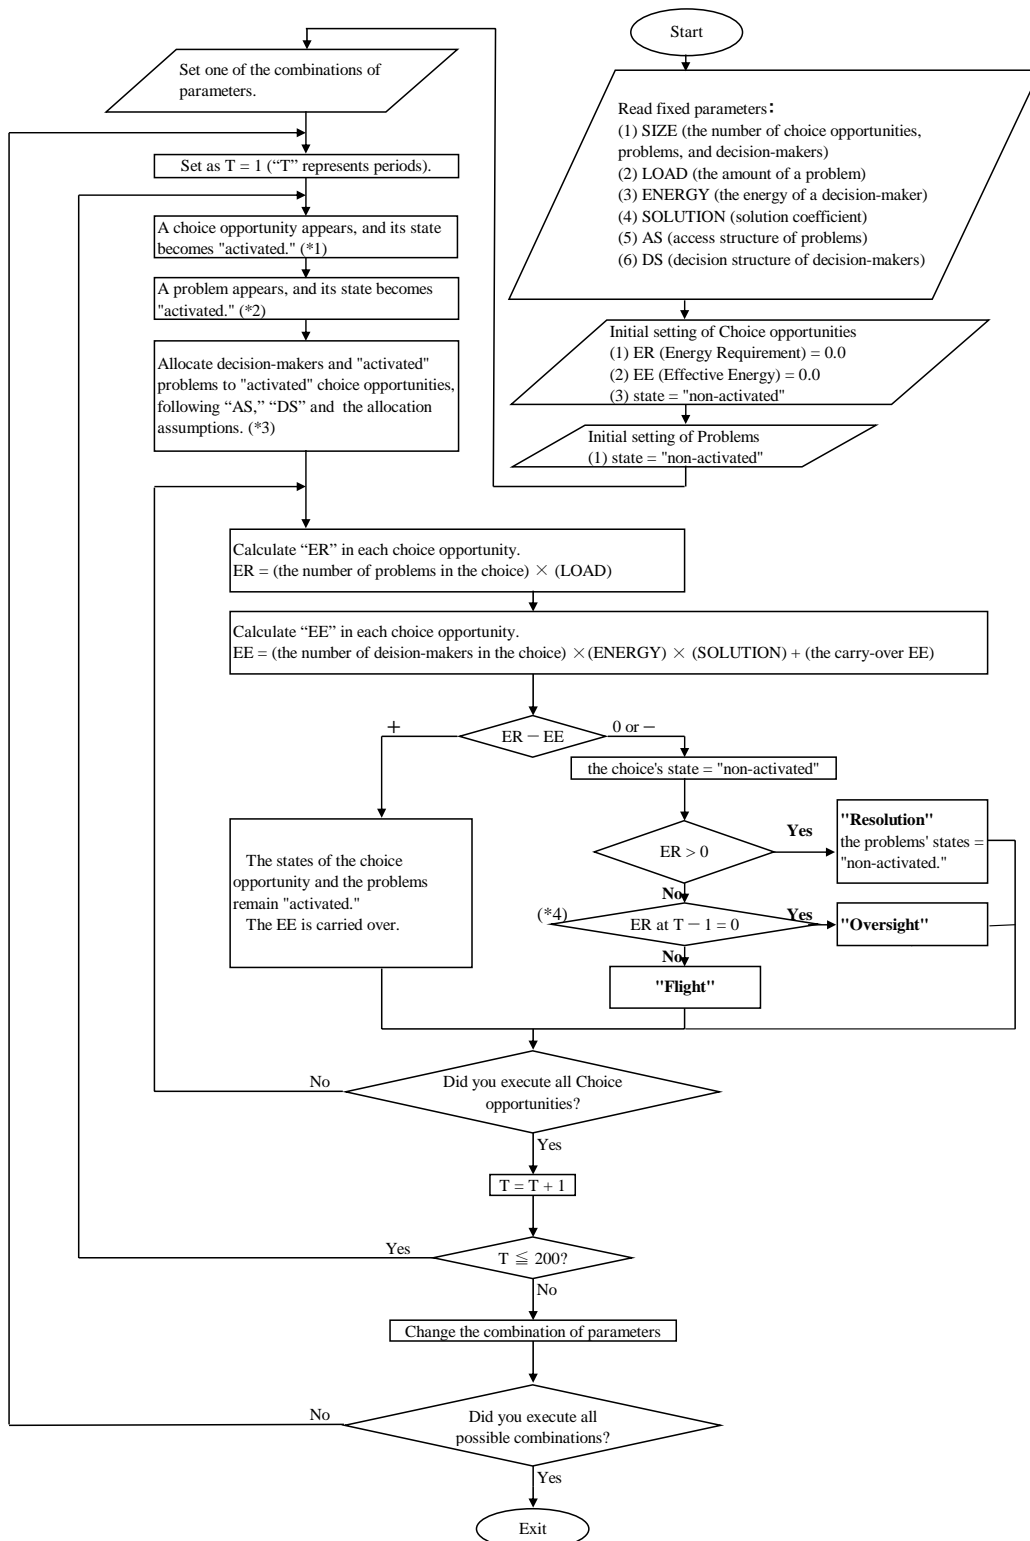 Start
Read fixed parameters：
(1) SIZE (the number of choice opportunities,
problems, and decision-makers)
(2) LOAD (the amount of a problem)
(3) ENERGY (the energy of a decision-maker)
(4) SOLUTION (solution coefficient)
(5) AS (access structure of problems)
(6) DS (decision structure of decision-makers)
Initial setting of Choice opportunities
(1) ER (Energy Requirement) = 0.0
(2) EE (Effective Energy) = 0.0
(3) state = "non-activated"
Initial setting of Problems
(1) state = "non-activated"
Set one of the combinations of
parameters.
Set as T = 1 (“T” represents periods).
A choice opportunity appears, and its state
becomes "activated." (*1)
A problem appears, and its state becomes
"activated." (*2)
Allocate decision-makers and "activated"
problems to "activated" choice opportunities,
following “AS,” “DS” and the allocation
assumptions. (*3)
Calculate “ER” in each choice opportunity.
ER = (the number of problems in the choice) × (LOAD)
Calculate “EE” in each choice opportunity.
EE = (the number of deision-makers in the choice) ×(ENERGY) × (SOLUTION) + (the carry-over EE)
+
ER－EE
0 or －
the choice's state = "non-activated"
The states of the choice
opportunity and the problems
remain "activated."
The EE is carried over.
ER > 0
Yes
"Resolution"
the problems' states =
"non-activated."
No
(*4)
ER at T－1 = 0
Yes
"Oversight"
No
"Flight"
Did you execute all Choice
opportunities?
No
Yes
T = T + 1
T ≦ 200?
Yes
No
Change the combination of parameters
Did you execute all
possible combinations?
No
Yes
Exit